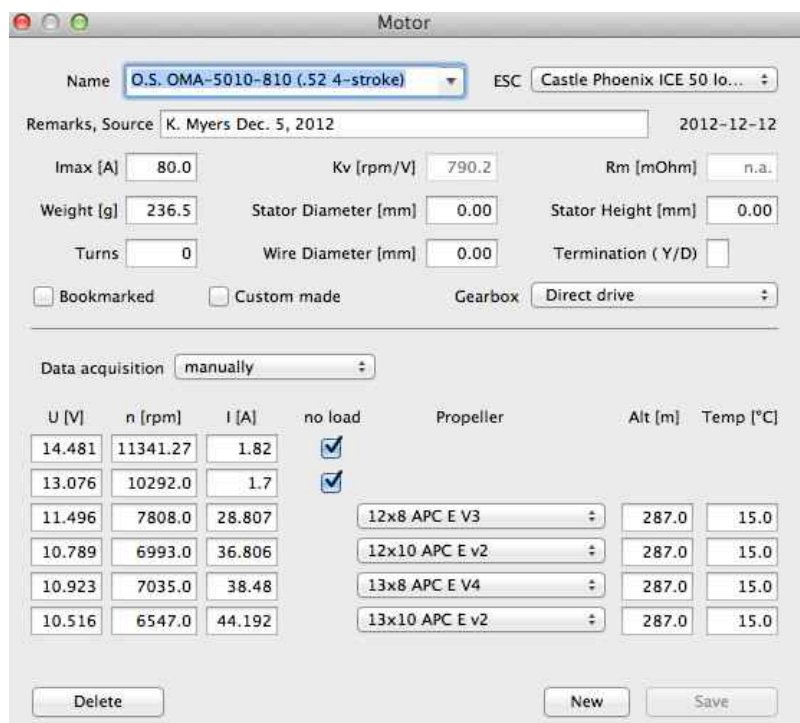 Motor
Name O.S. OMA-5010-810 (.52 4-stroke) ESC Castle Phoenix ICE 50 lo...
Remarks, Source K. Myers Dec. 5, 2012 2012-12-12
Imax [A] 80.0 Kv [rpm/V] 790.2 Rm [mOhm] n.a.
Weight [g] 236.5 Stator Diameter [mm] 0.00 Stator Height [mm] 0.00
Turns 0 Wire Diameter [mm] 0.00 Termination ( Y/D)
Bookmarked Custom made Gearbox Direct drive
Data acquisition manually
U [V] n [rpm] I [A] no load Propeller Alt [m] Temp [°C]
14.481 11341.27 1.82
13.076 10292.0 1.7
11.496 7808.0 28.807 12x8 APC E V3 287.0 15.0
10.789 6993.0 36.806 12x10 APC E v2 287.0 15.0
10.923 7035.0 38.48 13x8 APC E V4 287.0 15.0
10.516 6547.0 44.192 13x10 APC E v2 287.0 15.0
Delete New Save